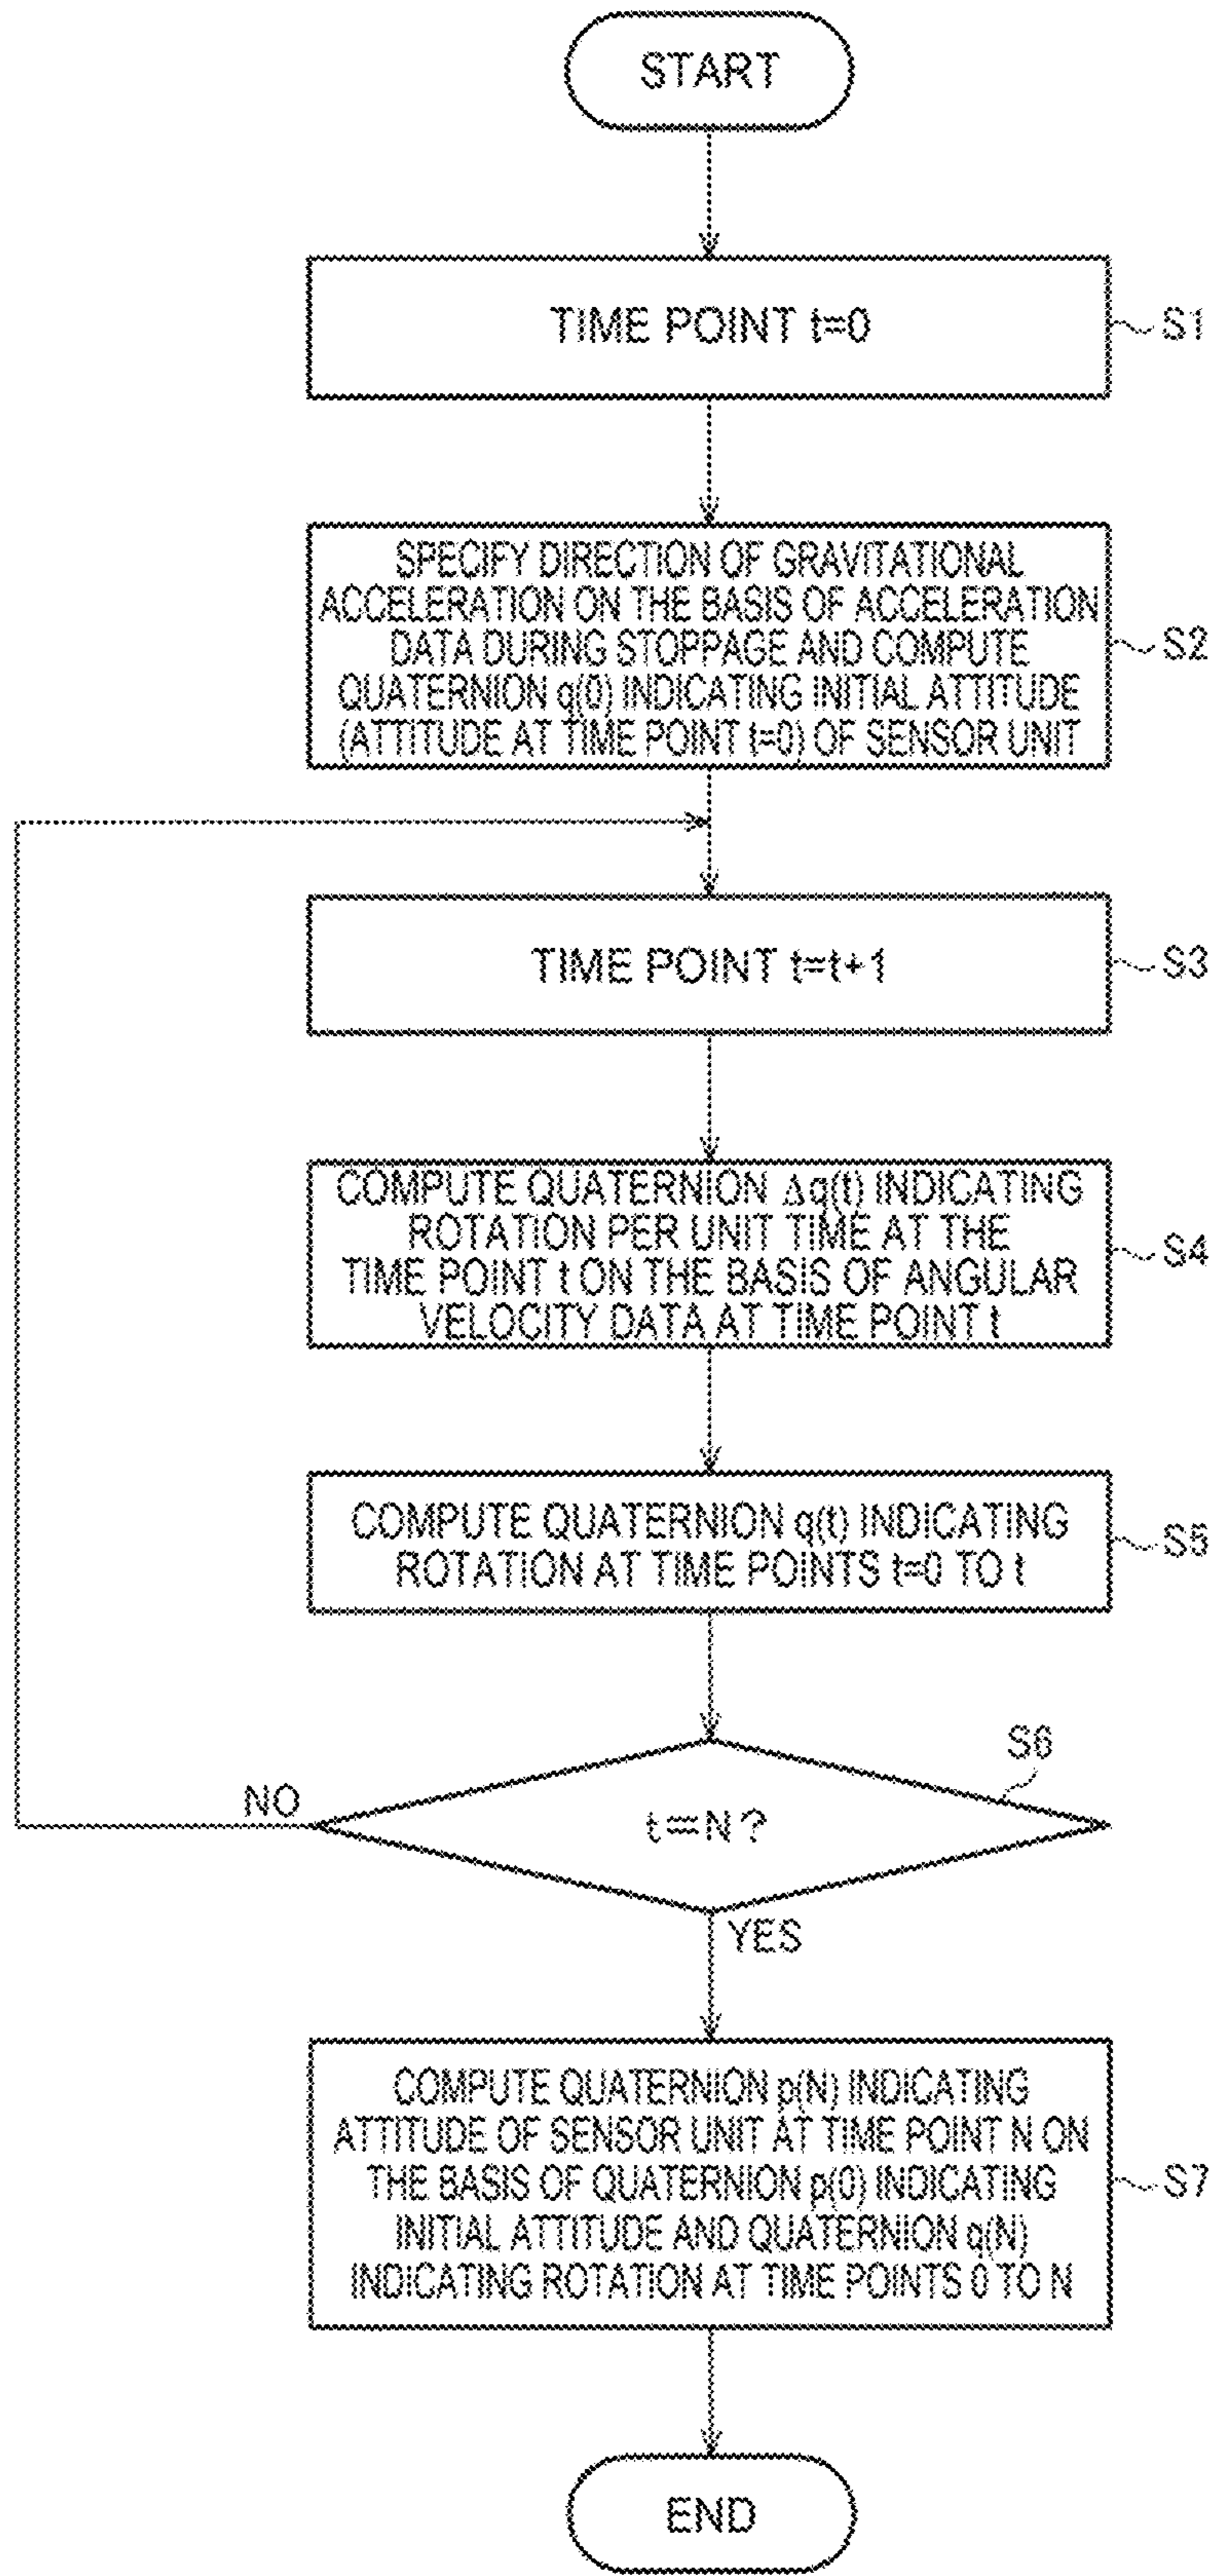 START
TIME POINT t=0
S1
SPECIFY DIRECTION OF GRAVITATIONAL
ACCELERATION ON THE BASIS OF ACCELERATION
DATA DURING STOPPAGE AND COMPUTE
QUATERNION q(0) INDICATING INITIAL ATTITUDE
(ATTITUDE AT TIME POINT t=0) OF SENSOR UNIT
S2
TIME POINT t=t+1
S3
COMPUTE QUATERNION Δq(t) INDICATING
ROTATION PER UNIT TIME AT THE
TIME POINT t ON THE BASIS OF ANGULAR
VELOCITY DATA AT TIME POINT t
S4
COMPUTE QUATERNION q(t) INDICATING
ROTATION AT TIME POINTS t=0 TO t
S5
S6
t=N?
NO
YES
COMPUTE QUATERNION p(N) INDICATING
ATTITUDE OF SENSOR UNIT AT TIME POINT N ON
THE BASIS OF QUATERNION p(0) INDICATING
INITIAL ATTITUDE AND QUATERNION q(N)
INDICATING ROTATION AT TIME POINTS 0 TO N
S7
END